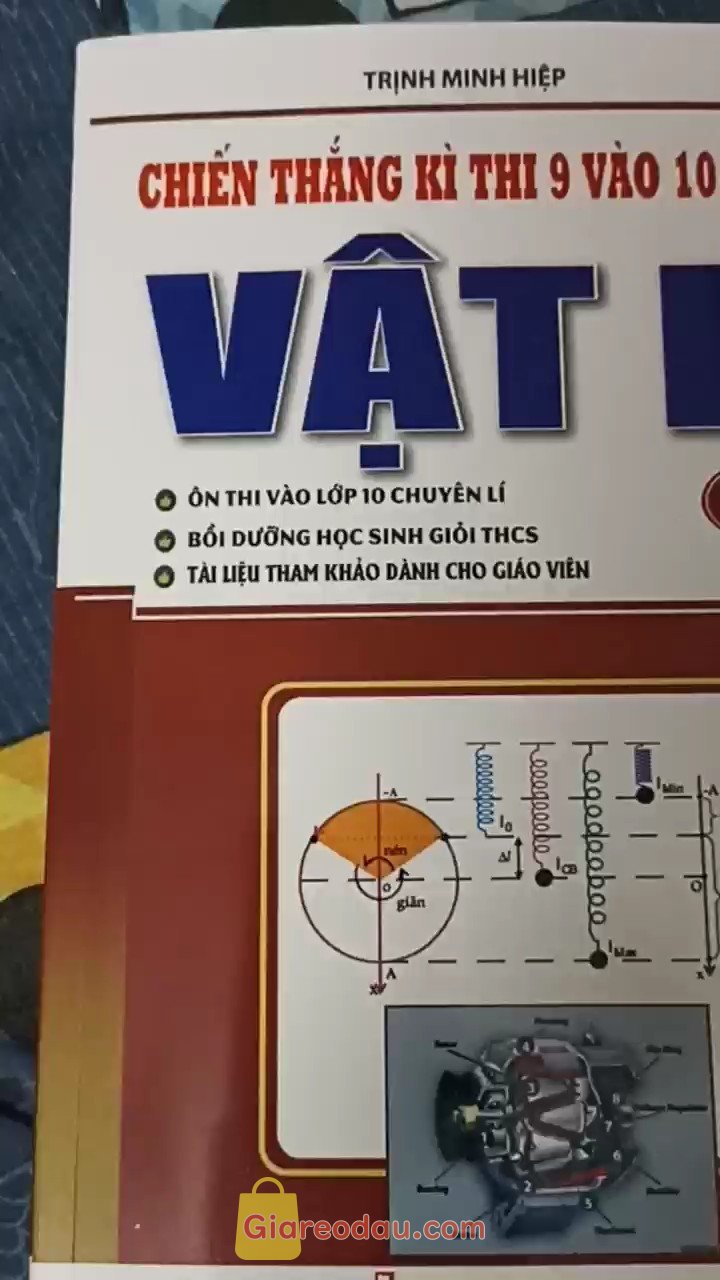 TRỊNH MINH HIỆP
CHIẾN THẮNG KÌ THI 9 VÀO 10
VẬT
ÔN THI VÀO LỚP 10 CHUYÊN LÍ
BỒI DƯỠNG HỌC SINH GIỎI THCS
TÀI LIỆU THAM KHẢO DÀNH CHO GIÁO VIÊN
-A
nén
O
giãn
A
x
l0
Δl
lCB
lMax
lMin
-A
O
x
Giareodau.com